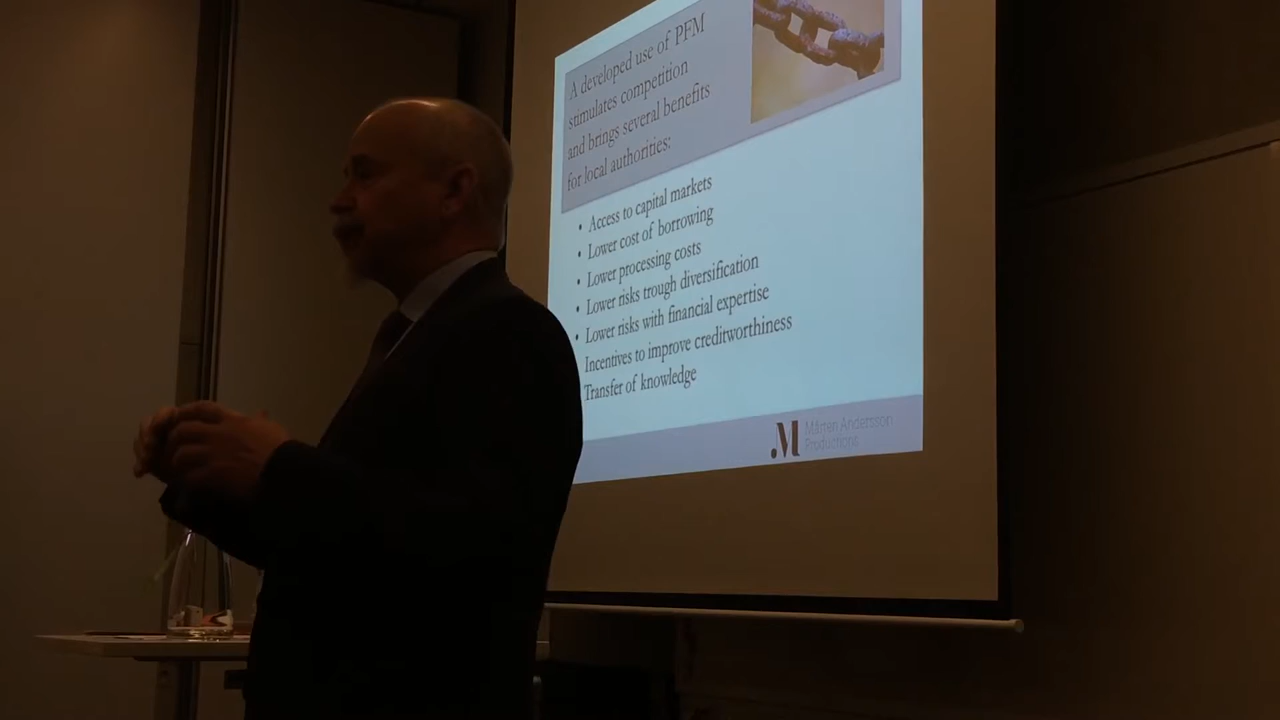 A developed use of PFM
stimulates competition
and brings several benefits
for local authorities:
• Access to capital markets
• Lower cost of borrowing
• Lower processing costs
• Lower risks trough diversification
• Lower risks with financial expertise
Incentives to improve creditworthiness
Transfer of knowledge
M Mårten Andersson
Productions